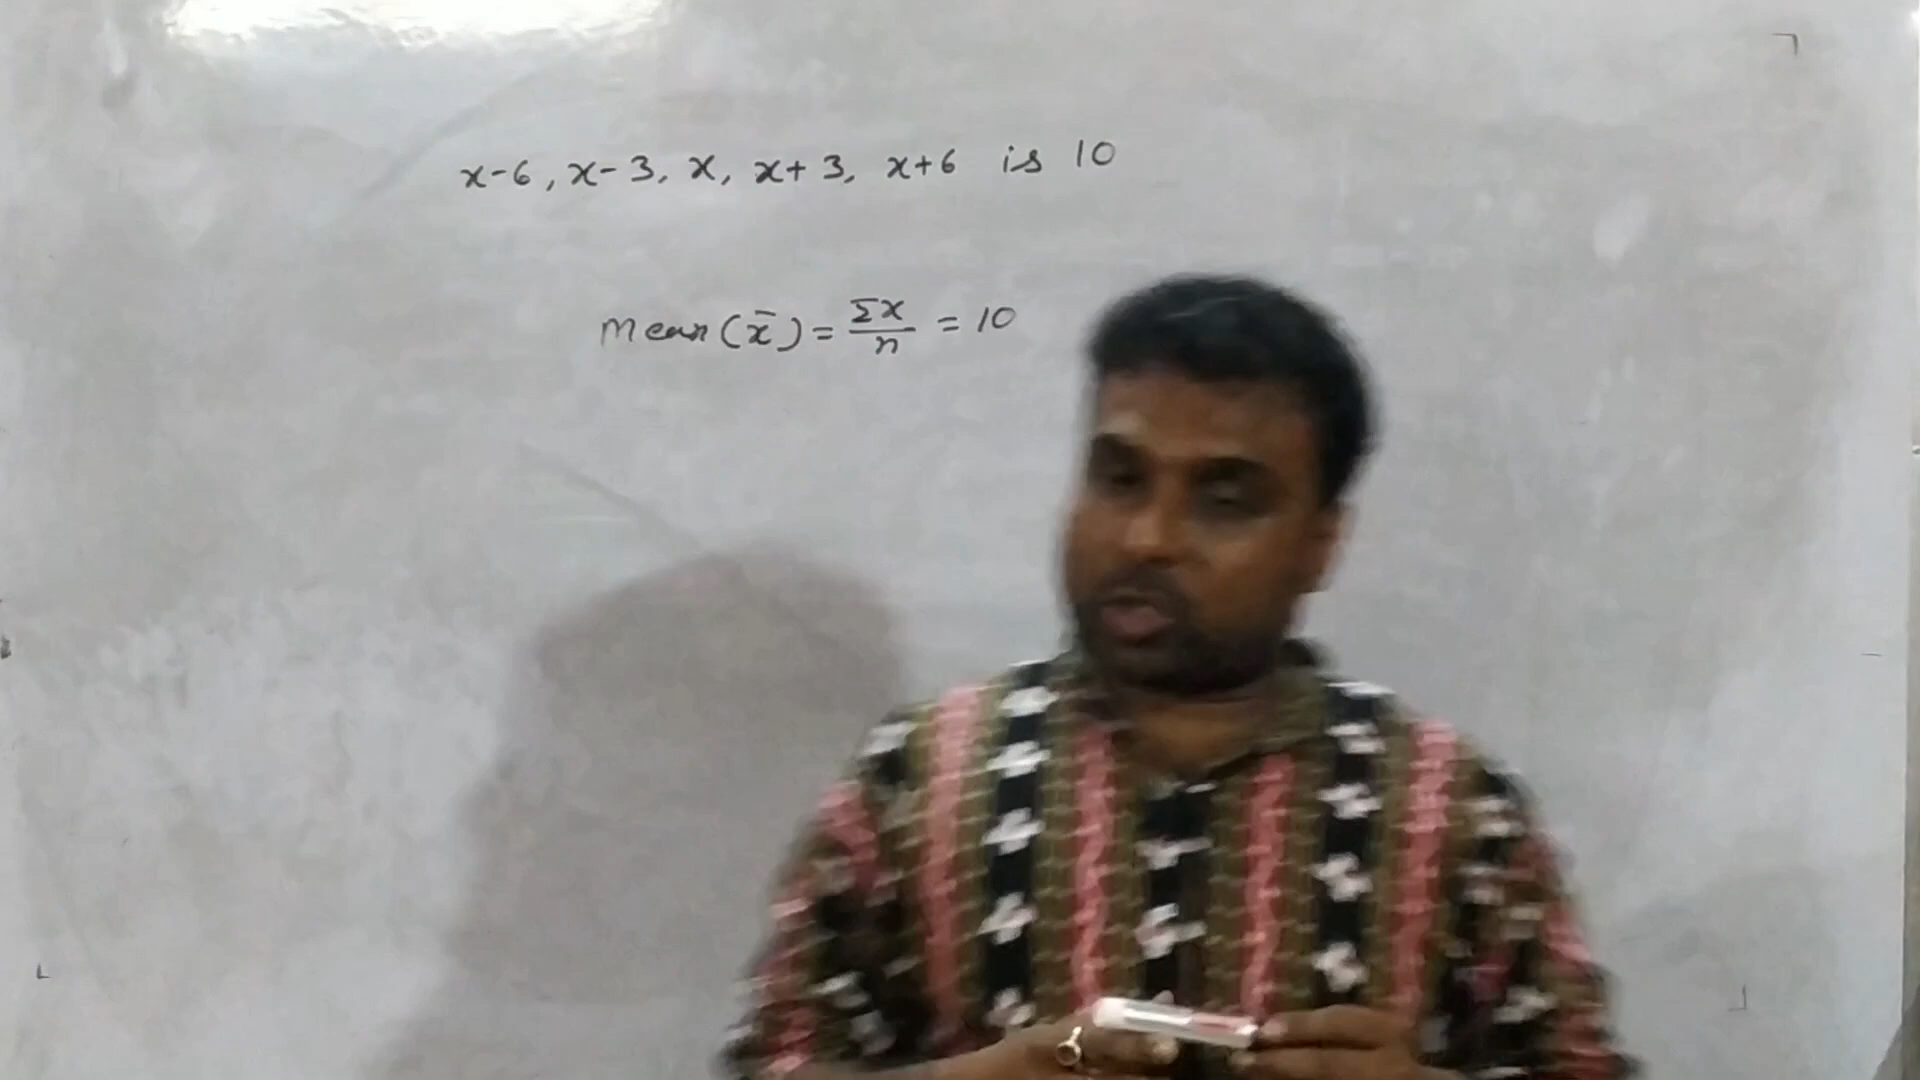 x-6, x-3, x, x+3, x+6 is 10
Mean (x̄) = Σx/n = 10